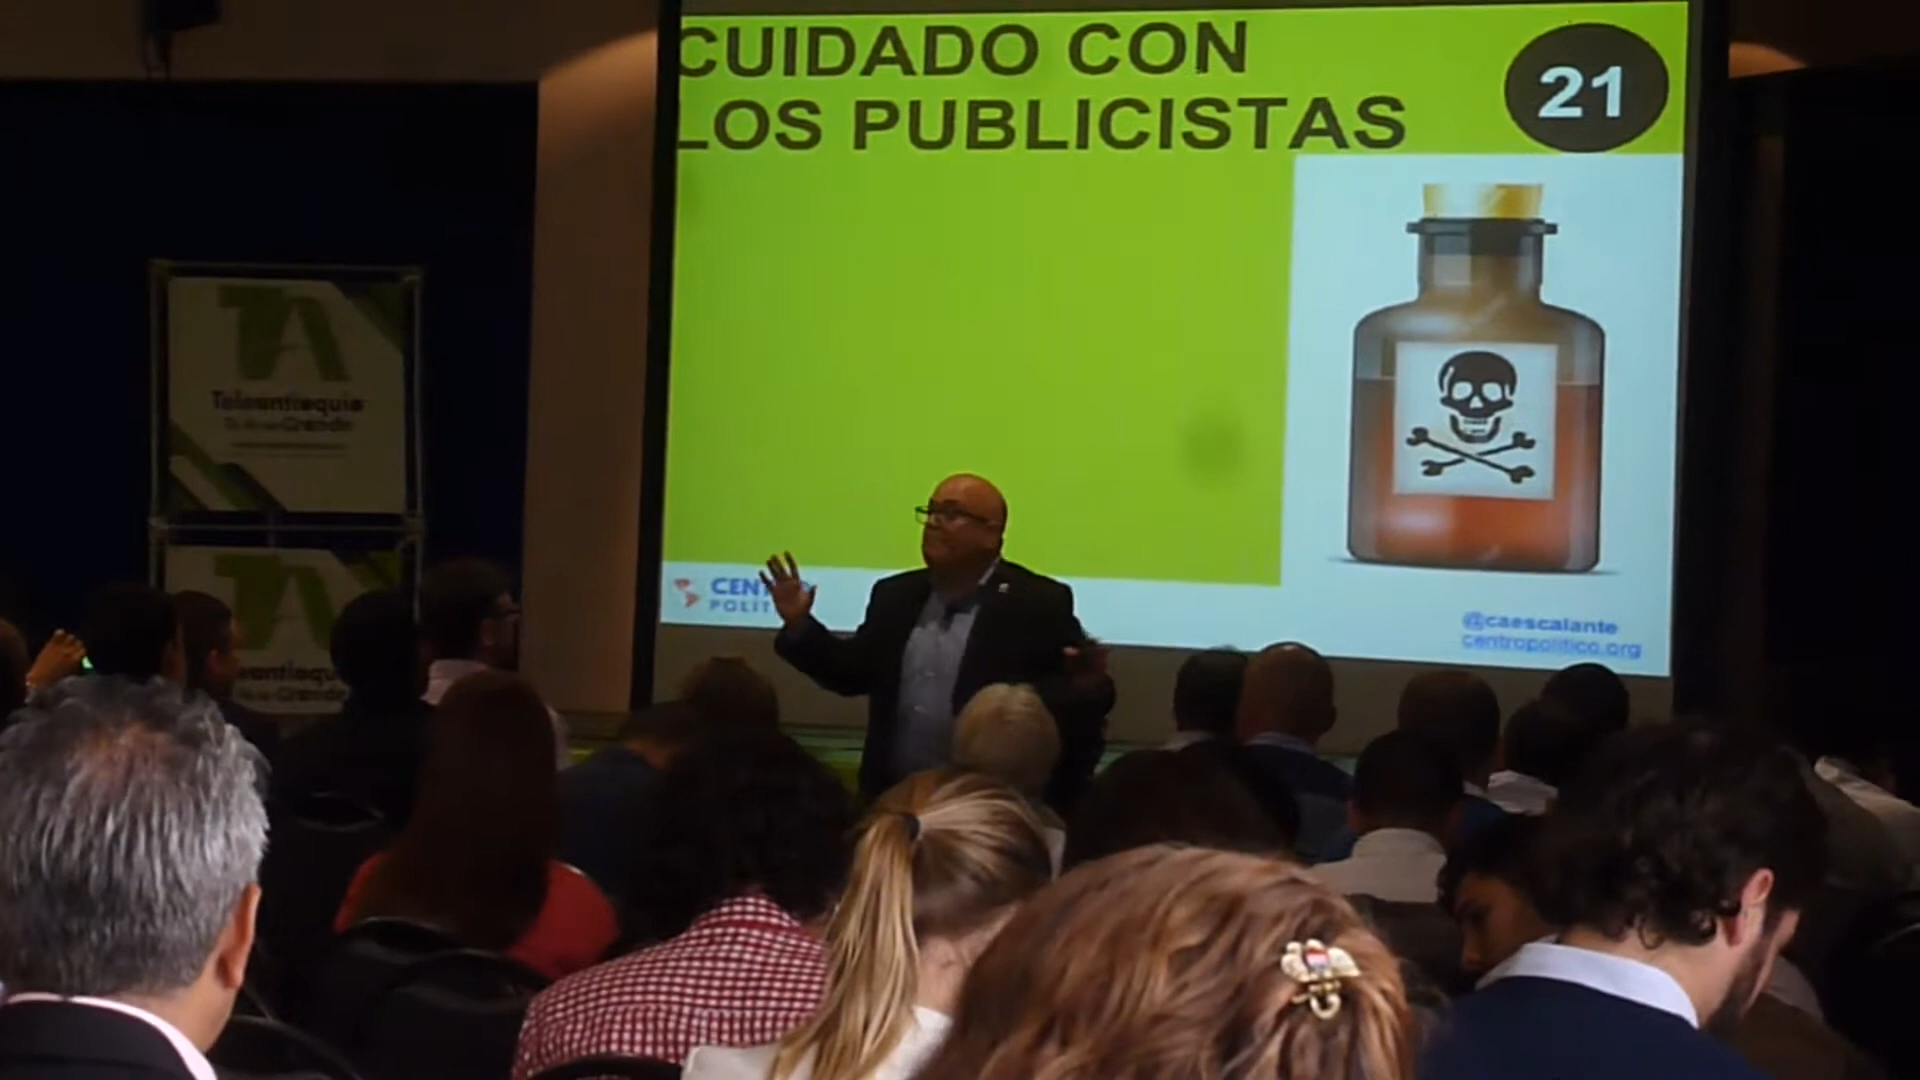 CUIDADO CON
LOS PUBLICISTAS
21
@caescalante
centropolitico.org
Teleantioquia